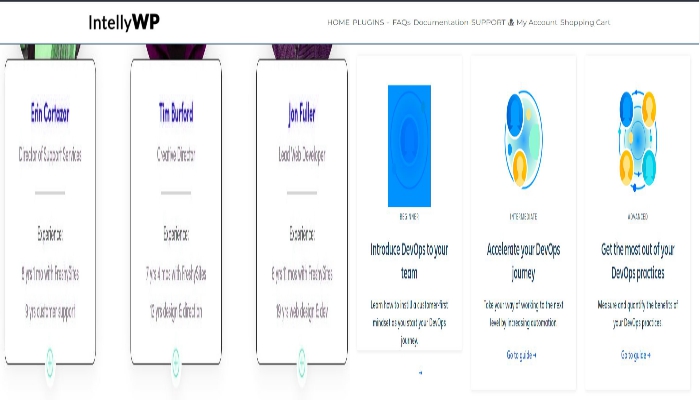 IntellyWP
HOME PLUGINS - FAQs Documentation SUPPORT My Account Shopping Cart
Erin Cortazar
Director of Support Services
Experience:
8 yrs 1 mo with FreshySites
9 yrs customer support
Tim Burford
Creative Director
Experience:
7 yrs 4 mos with FreshySites
12 yrs design & direction
Jon Fuller
Lead Web Developer
Experience:
6 yrs 11 mos with FreshySites
19 yrs web design & dev
BEGINNER
Introduce DevOps to your
team
Learn how to instill a customer-first
mindset as you start your DevOps
journey.
→
INTERMEDIATE
Accelerate your DevOps
journey
Take your way of working to the next
level by increasing automation.
Go to guide →
ADVANCED
Get the most out of your
DevOps practices
Measure and quantify the benefits of
your DevOps practices.
Go to guide →